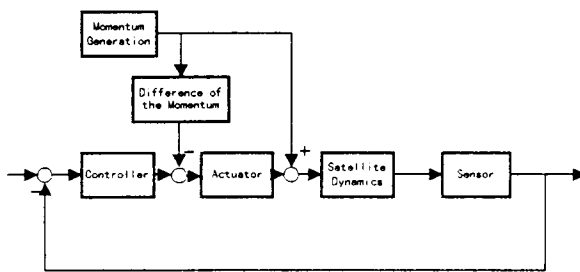 Momentum
Generation
Difference of
the Momentum
−
+
−
Controller
Actuator
Satellite
Dynamics
Sensor